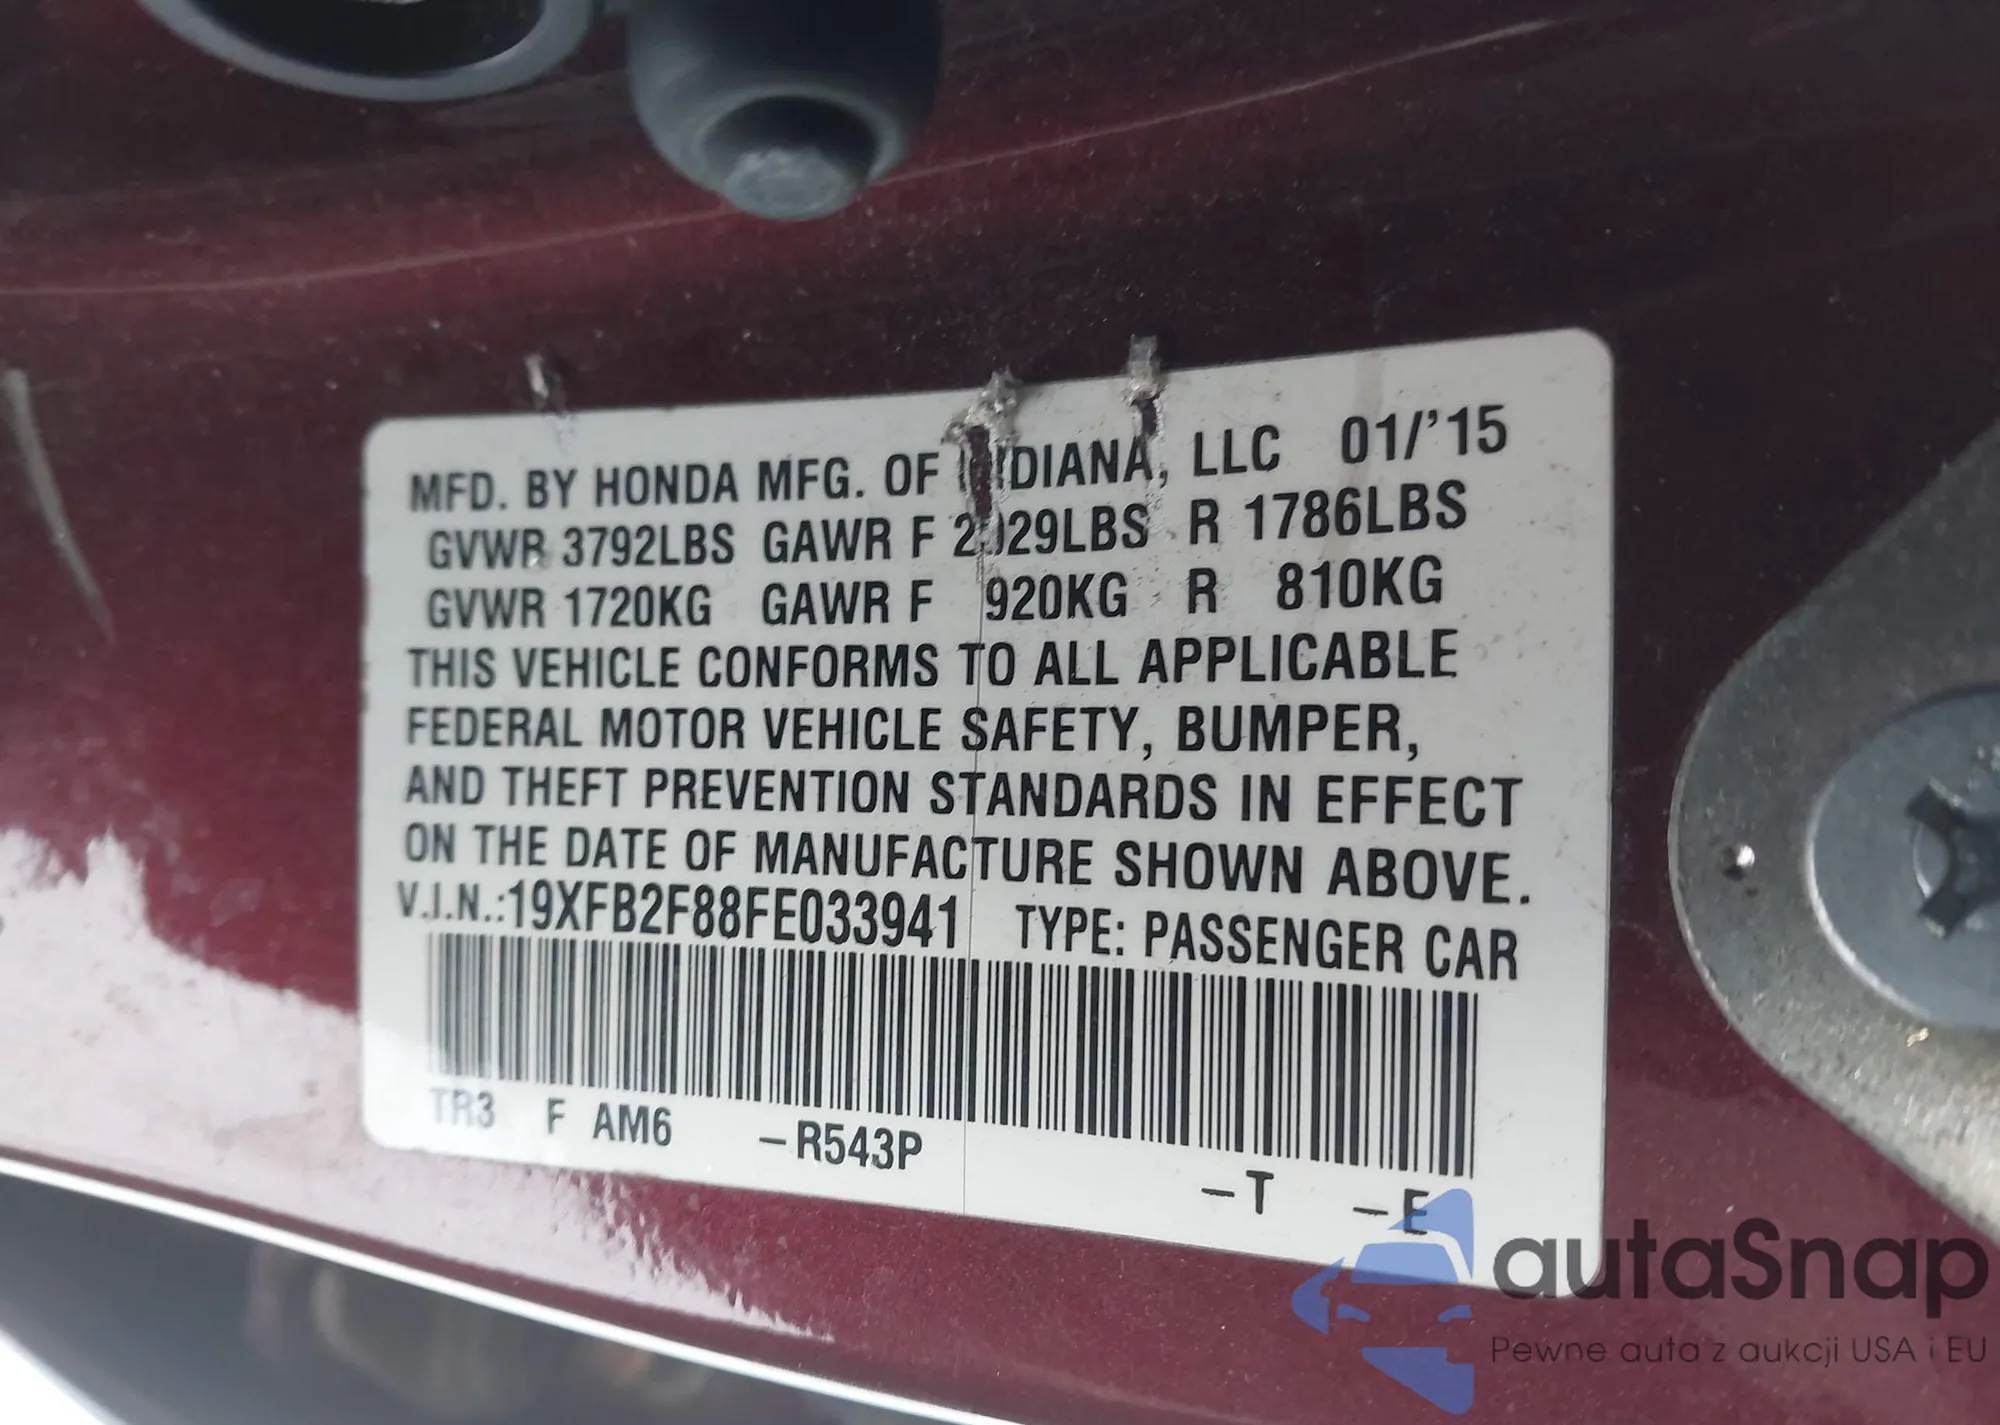 MFD. BY HONDA MFG. OF INDIANA, LLC 01/'15
GVWR 3792LBS GAWR F 2029LBS R 1786LBS
GVWR 1720KG GAWR F 920KG R 810KG
THIS VEHICLE CONFORMS TO ALL APPLICABLE
FEDERAL MOTOR VEHICLE SAFETY, BUMPER,
AND THEFT PREVENTION STANDARDS IN EFFECT
ON THE DATE OF MANUFACTURE SHOWN ABOVE.
V.I.N.:19XFB2F88FE033941 TYPE: PASSENGER CAR
TR3 F AM6 –R543P –T –E
autaSnap
Pewne auta z aukcji USA i EU